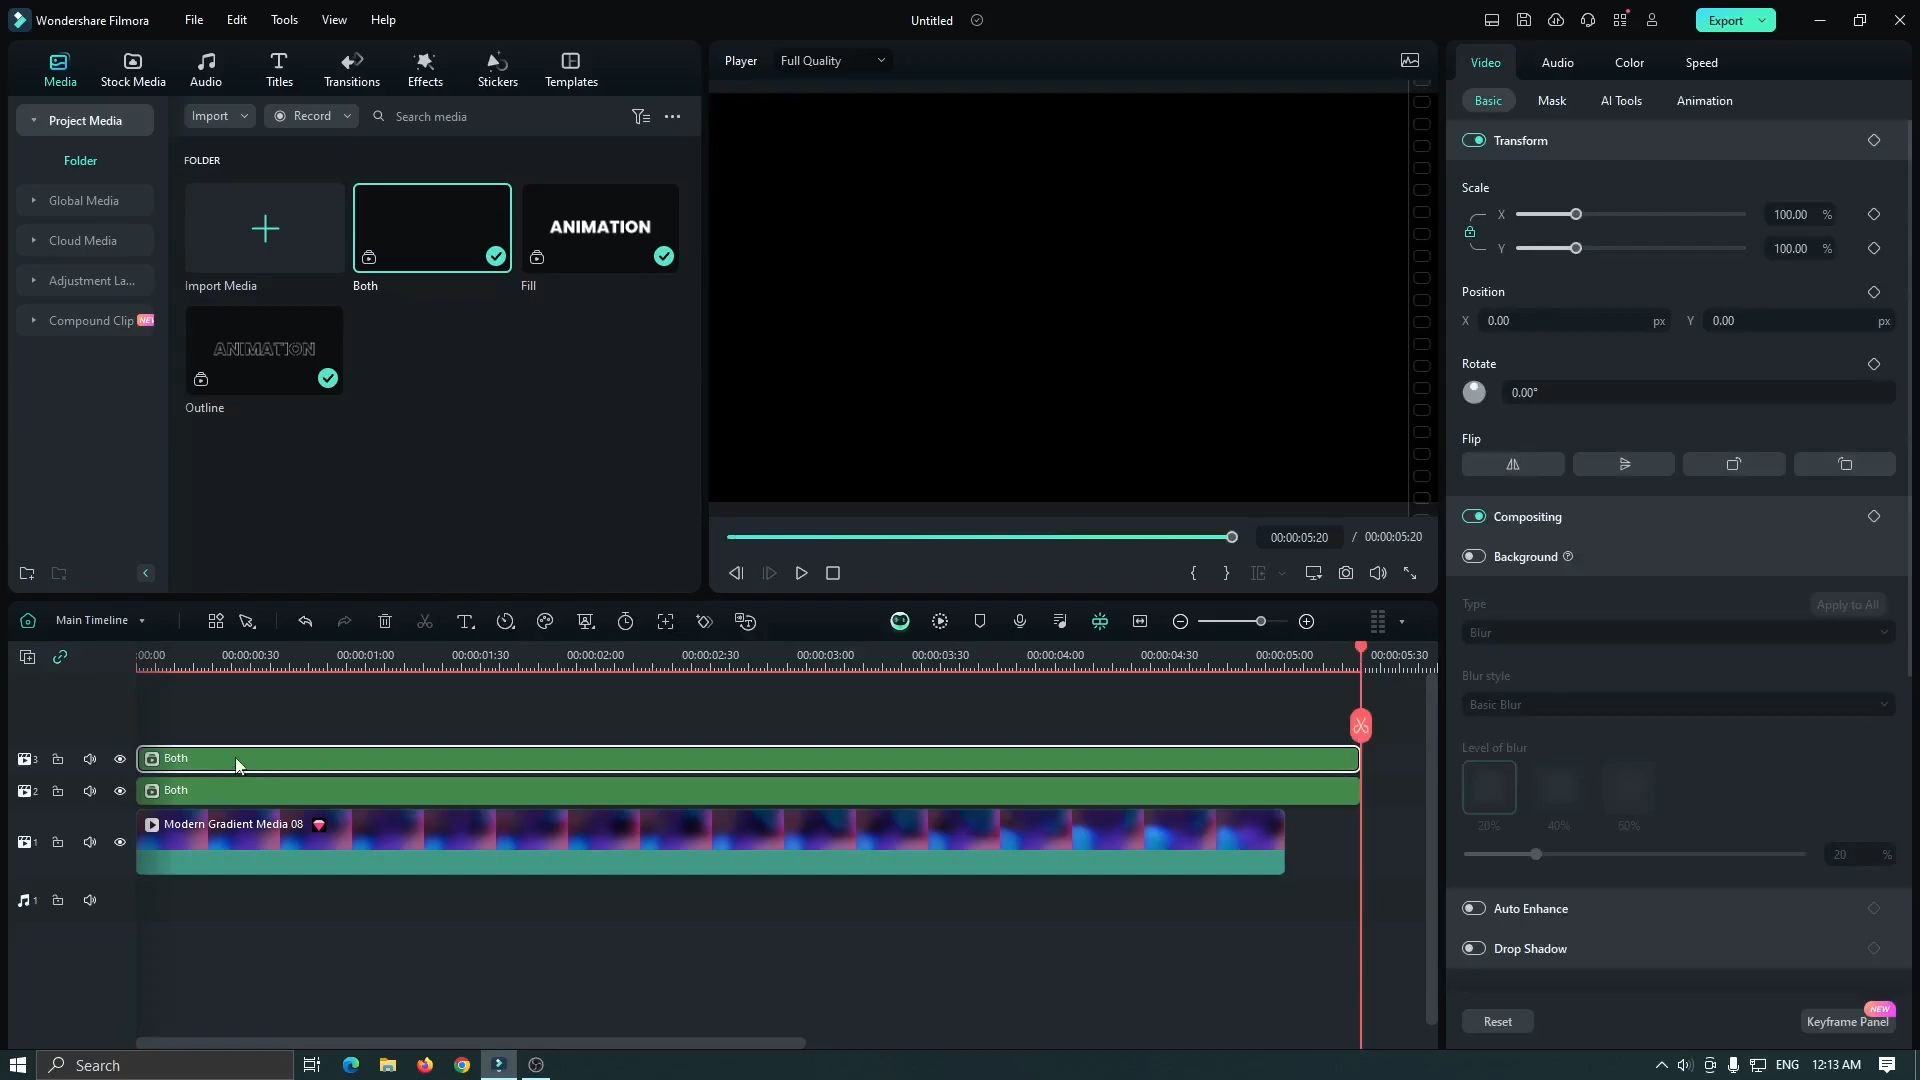 Wondershare Filmora
File
Edit
Tools
View
Help
Untitled
Export
Media
Stock Media
Audio
Titles
Transitions
Effects
Stickers
Templates
Player
Full Quality
Video
Audio
Color
Speed
Basic
Mask
AI Tools
Animation
Project Media
Folder
Global Media
Cloud Media
Adjustment La...
Compound Clip
Import
Record
Search media
FOLDER
ANIMATION
Import Media
Both
Fill
ANIMATION
Outline
00:00:05:20 / 00:00:05:20
Transform
Scale
X 100.00 %
Y 100.00 %
Position
X 0.00 px Y 0.00 px
Rotate
0.00°
Flip
Compositing
Background
Type
Apply to All
Blur
Blur style
Basic Blur
Level of blur
20% 40% 60%
20 %
Auto Enhance
Drop Shadow
NEW
Reset
Keyframe Panel
Main Timeline
:00:00 00:00:00:30 00:00:01:00 00:00:01:30 00:00:02:00 00:00:02:30 00:00:03:00 00:00:03:30 00:00:04:00 00:00:04:30 00:00:05:00 00:00:05:30
3 Both
2 Both
1 Modern Gradient Media 08
1
Search
ENG 12:13 AM